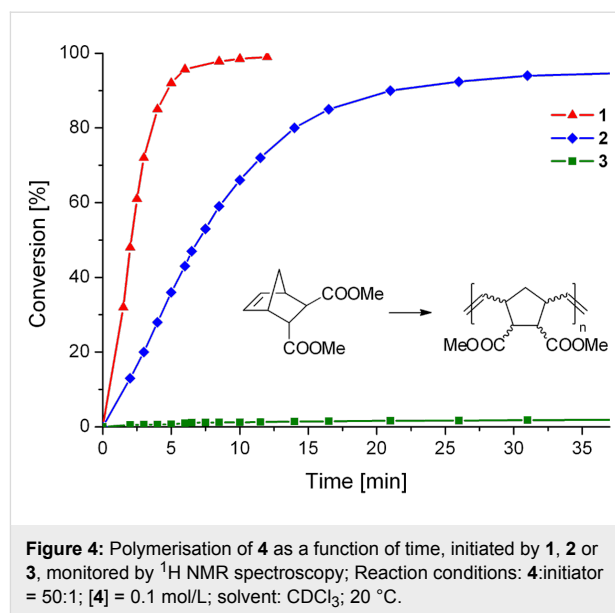 100
80
60
40
20
0
Conversion [%]
1
2
3
COOMe
COOMe
n
MeOOC
COOMe
0 5 10 15 20 25 30 35
Time [min]
Figure 4: Polymerisation of 4 as a function of time, initiated by 1, 2 or
3, monitored by ¹H NMR spectroscopy; Reaction conditions: 4:initiator
= 50:1; [4] = 0.1 mol/L; solvent: CDCl₃; 20 °C.